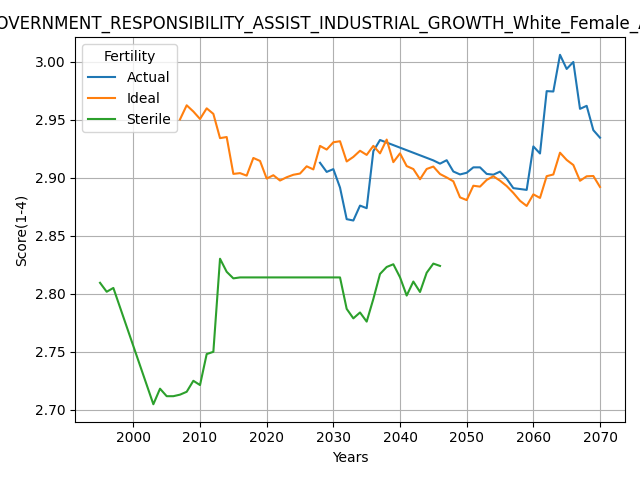 OVERNMENT_RESPONSIBILITY_ASSIST_INDUSTRIAL_GROWTH_White_Female_
Fertility
Actual
Ideal
Sterile
3.00
2.95
2.90
2.85
2.80
2.75
2.70
Score(1-4)
2000 2010 2020 2030 2040 2050 2060 2070
Years